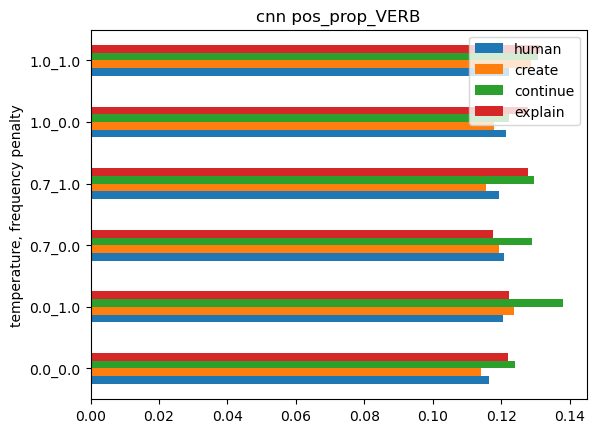 cnn pos_prop_VERB
human
create
continue
explain
temperature, frequency penalty
1.0_1.0
1.0_0.0
0.7_1.0
0.7_0.0
0.0_1.0
0.0_0.0
0.00 0.02 0.04 0.06 0.08 0.10 0.12 0.14